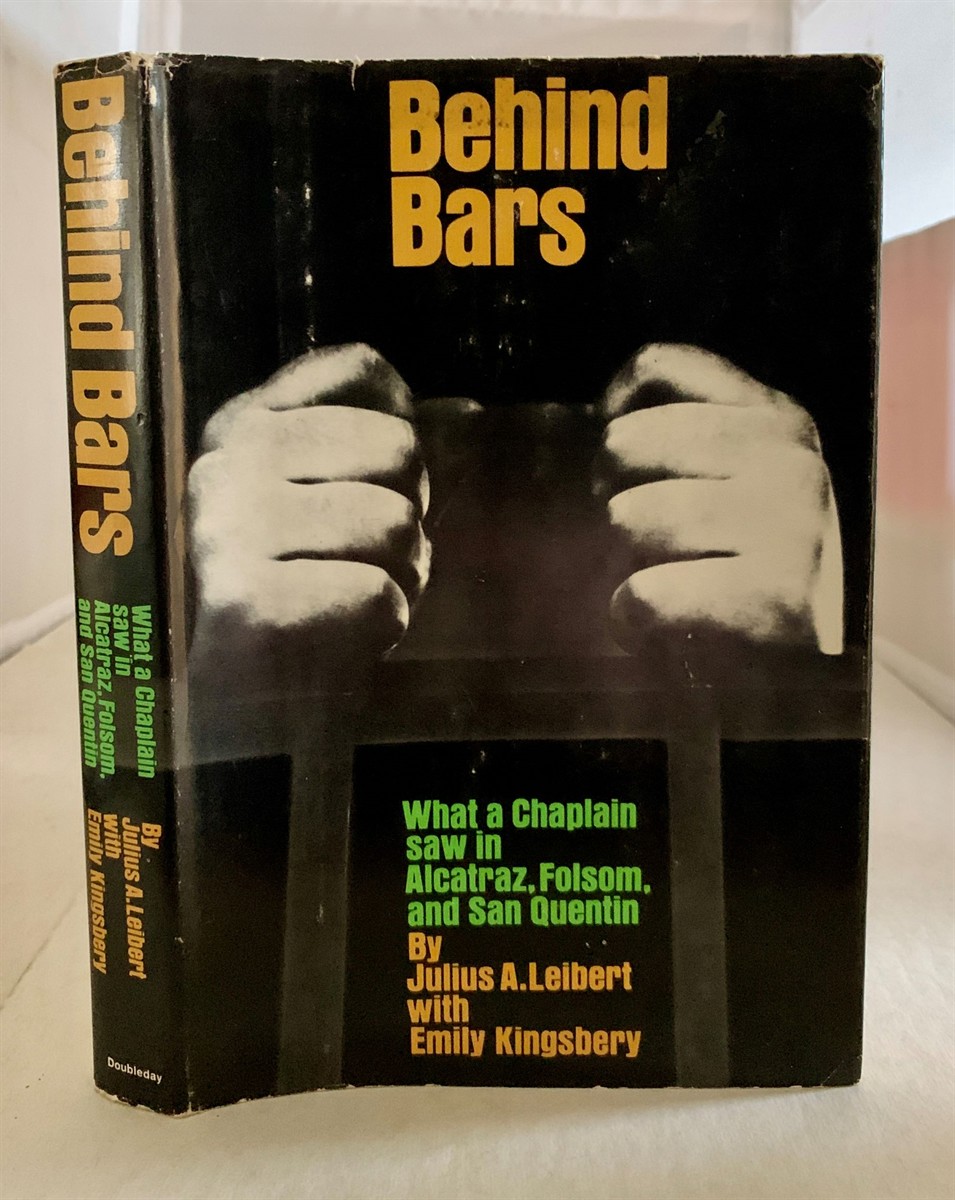 Behind Bars
What a Chaplain
saw in
Alcatraz, Folsom,
and San Quentin
By
Julius A. Leibert
with
Emily Kingsbery
Doubleday
Behind
Bars
What a Chaplain
saw in
Alcatraz, Folsom,
and San Quentin
By
Julius A. Leibert
with
Emily Kingsbery